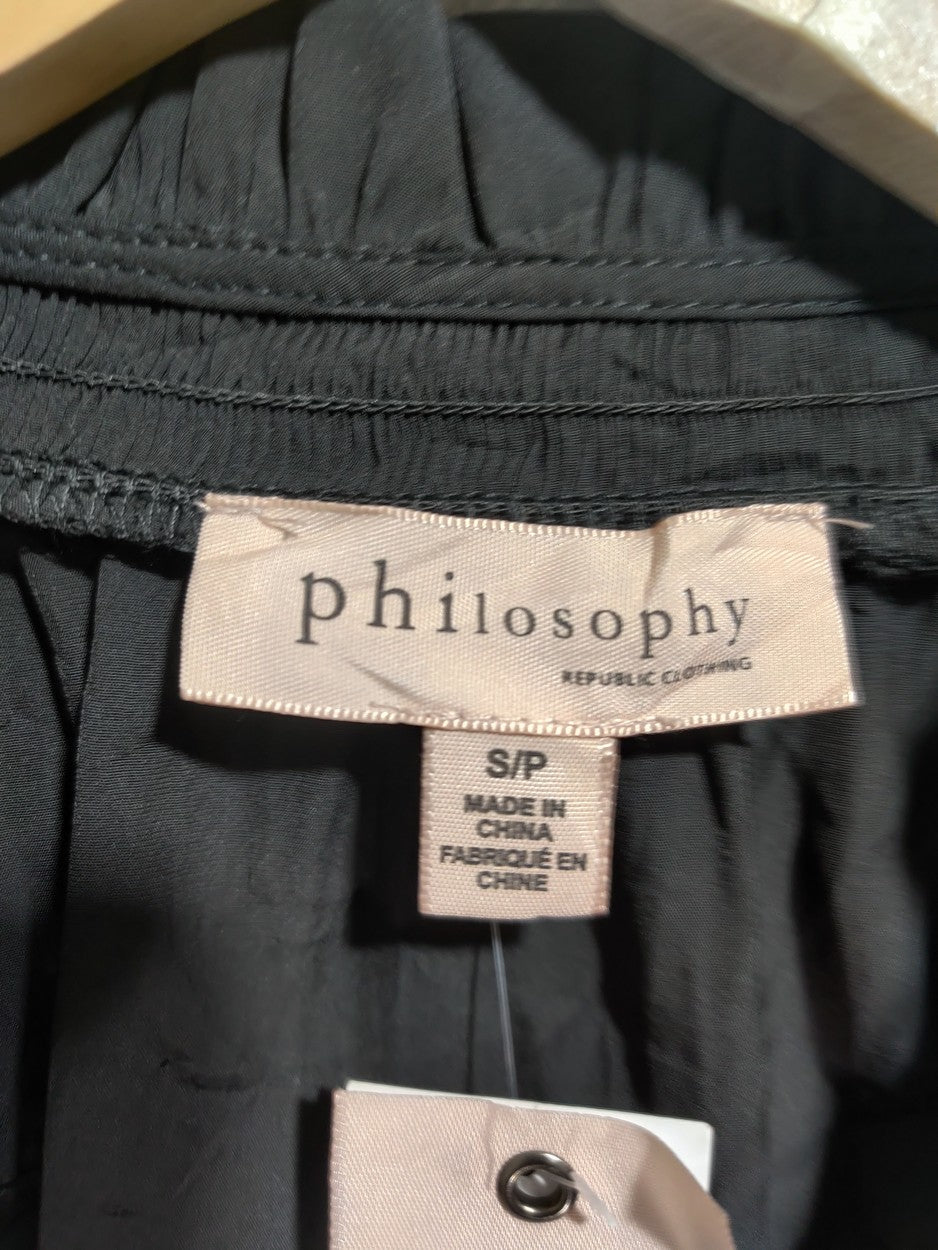 philosophy
REPUBLIC CLOTHING
S/P
MADE IN
CHINA
FABRIQUÉ EN
CHINE